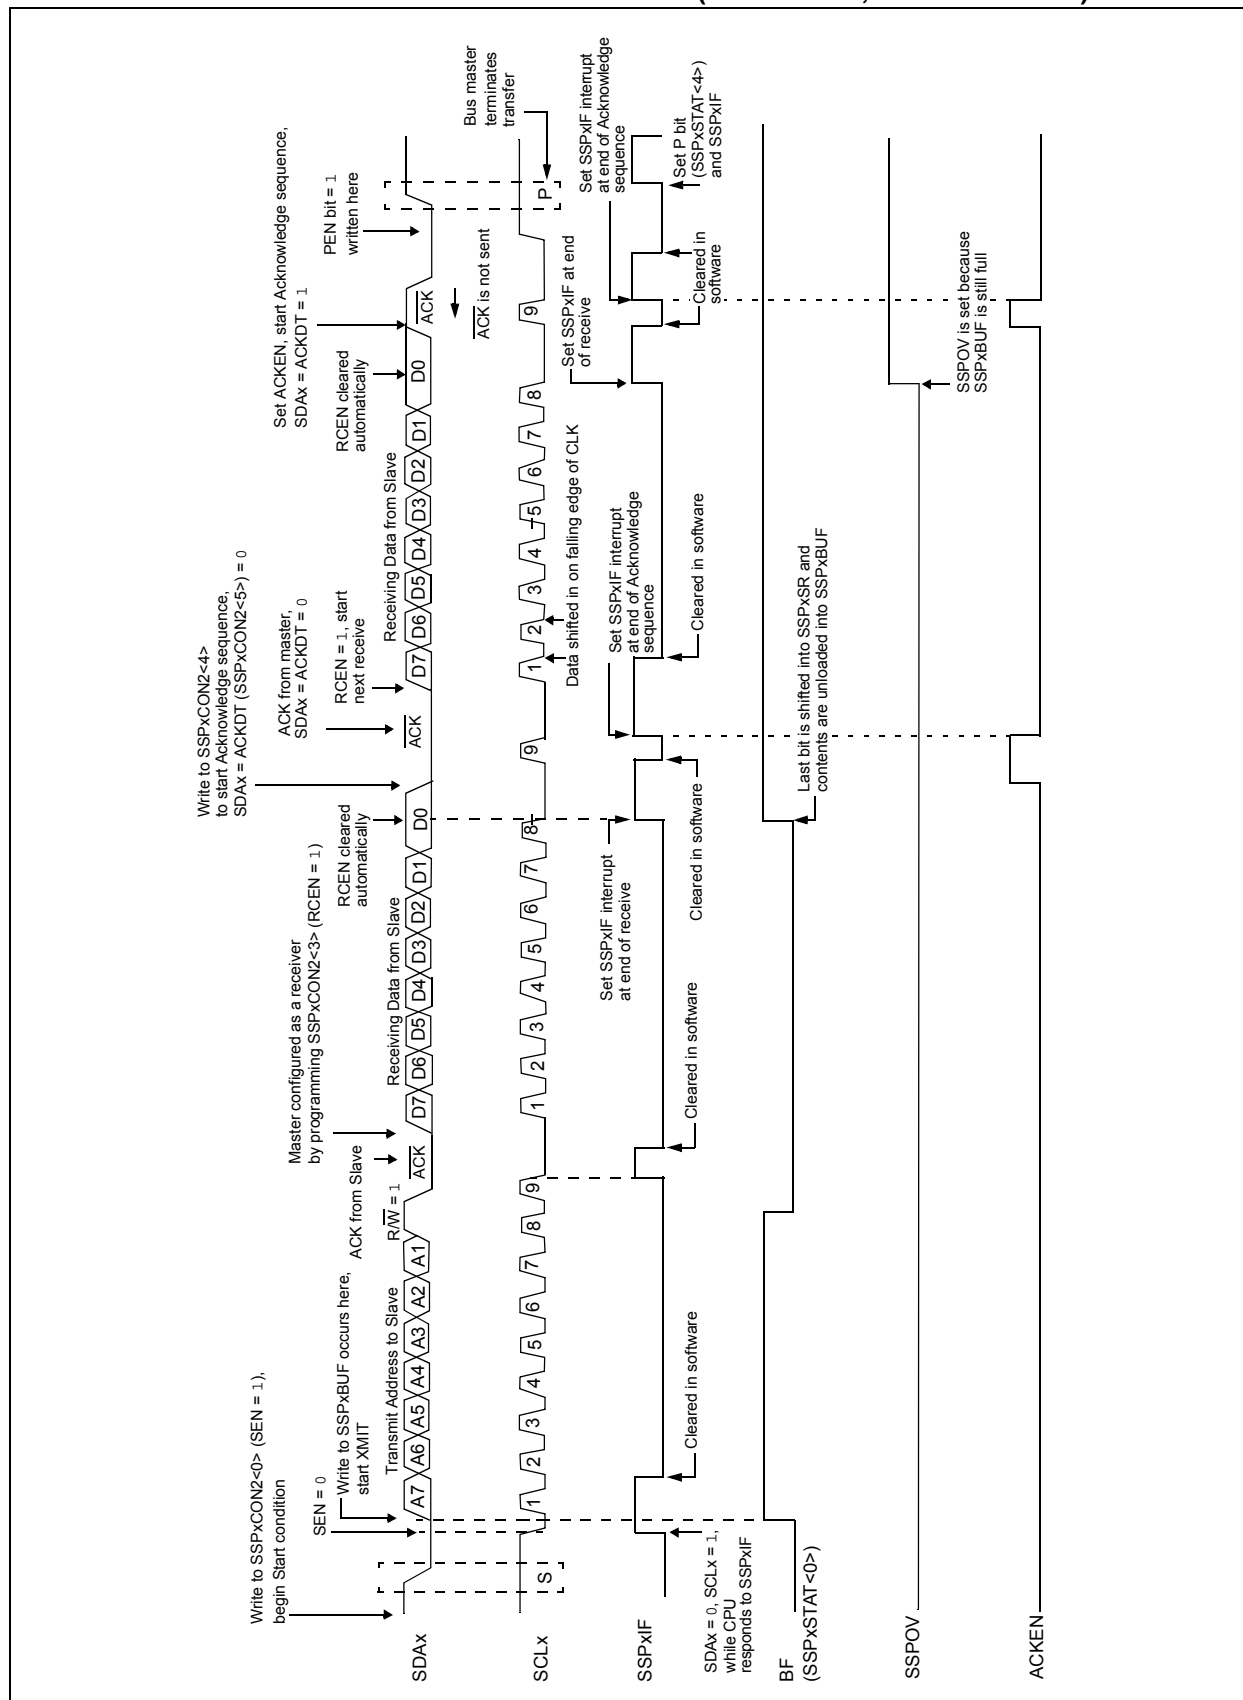 Write to SSPxCON2<0> (SEN = 1),
begin Start condition
SEN = 0
Write to SSPxBUF occurs here,
start XMIT
ACK from Slave
Master configured as a receiver
by programming SSPxCON2<3> (RCEN = 1)
RCEN cleared
automatically
Write to SSPxCON2<4>
to start Acknowledge sequence,
SDAx = ACKDT (SSPxCON2<5>) = 0
ACK from master,
SDAx = ACKDT = 0
RCEN = 1, start
next receive
RCEN cleared
automatically
Set ACKEN, start Acknowledge sequence,
SDAx = ACKDT = 1
PEN bit = 1
written here
Transmit Address to Slave
R/W = 1
Receiving Data from Slave
Receiving Data from Slave
SDAx
A7 A6 A5 A4 A3 A2 A1
ACK
D7 D6 D5 D4 D3 D2 D1 D0
ACK
D7 D6 D5 D4 D3 D2 D1 D0
ACK
ACK is not sent
Bus master
terminates
transfer
SCLx
S
1 2 3 4 5 6 7 8 9
1 2 3 4 5 6 7 8
9
1 2 3 4 5 6 7 8
9
P
Data shifted in on falling edge of CLK
Set SSPxIF interrupt
at end of receive
Set SSPxIF interrupt
at end of Acknowledge
sequence
Set SSPxIF at end
of receive
Set SSPxIF interrupt
at end of Acknowledge
sequence
SSPxIF
SDAx = 0, SCLx = 1,
while CPU
responds to SSPxIF
Cleared in software
Cleared in software
Cleared in software
Cleared in software
Cleared in
software
Set P bit
(SSPxSTAT<4>)
and SSPxIF
BF
(SSPxSTAT<0>)
Last bit is shifted into SSPxSR and
contents are unloaded into SSPxBUF
SSPOV
SSPOV is set because
SSPxBUF is still full
ACKEN